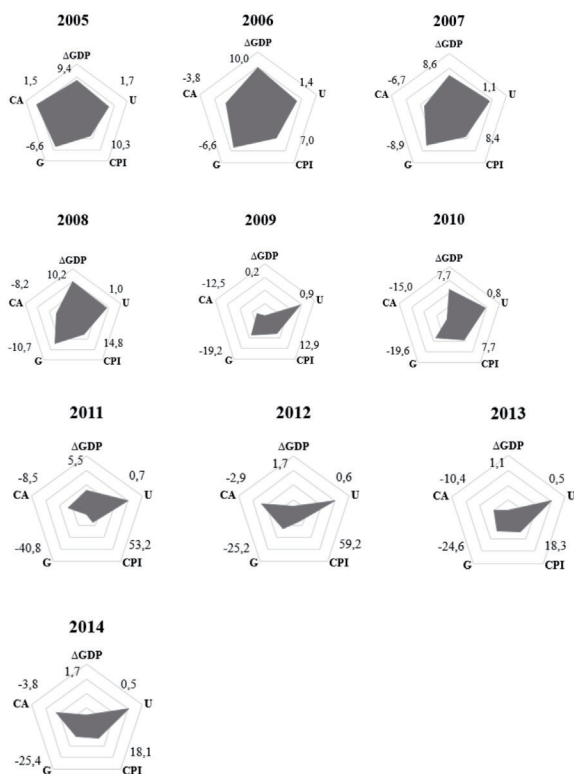 2005
ΔGDP
9,4
1,5
1,7
CA
U
-6,6
10,3
G
CPI
2006
ΔGDP
10,0
-3,8
1,4
CA
U
-6,6
7,0
G
CPI
2007
ΔGDP
8,6
-6,7
1,1
CA
U
-8,9
8,4
G
CPI
2008
ΔGDP
10,2
-8,2
1,0
CA
U
-10,7
14,8
G
CPI
2009
ΔGDP
0,2
-12,5
0,9
CA
U
-19,2
12,9
G
CPI
2010
ΔGDP
7,7
-15,0
0,8
CA
U
-19,6
7,7
G
CPI
2011
ΔGDP
5,5
-8,5
0,7
CA
U
-40,8
53,2
G
CPI
2012
ΔGDP
1,7
-2,9
0,6
CA
U
-25,2
59,2
G
CPI
2013
ΔGDP
1,1
-10,4
0,5
CA
U
-24,6
18,3
G
CPI
2014
ΔGDP
1,7
-3,8
0,5
CA
U
-25,4
18,1
G
CPI